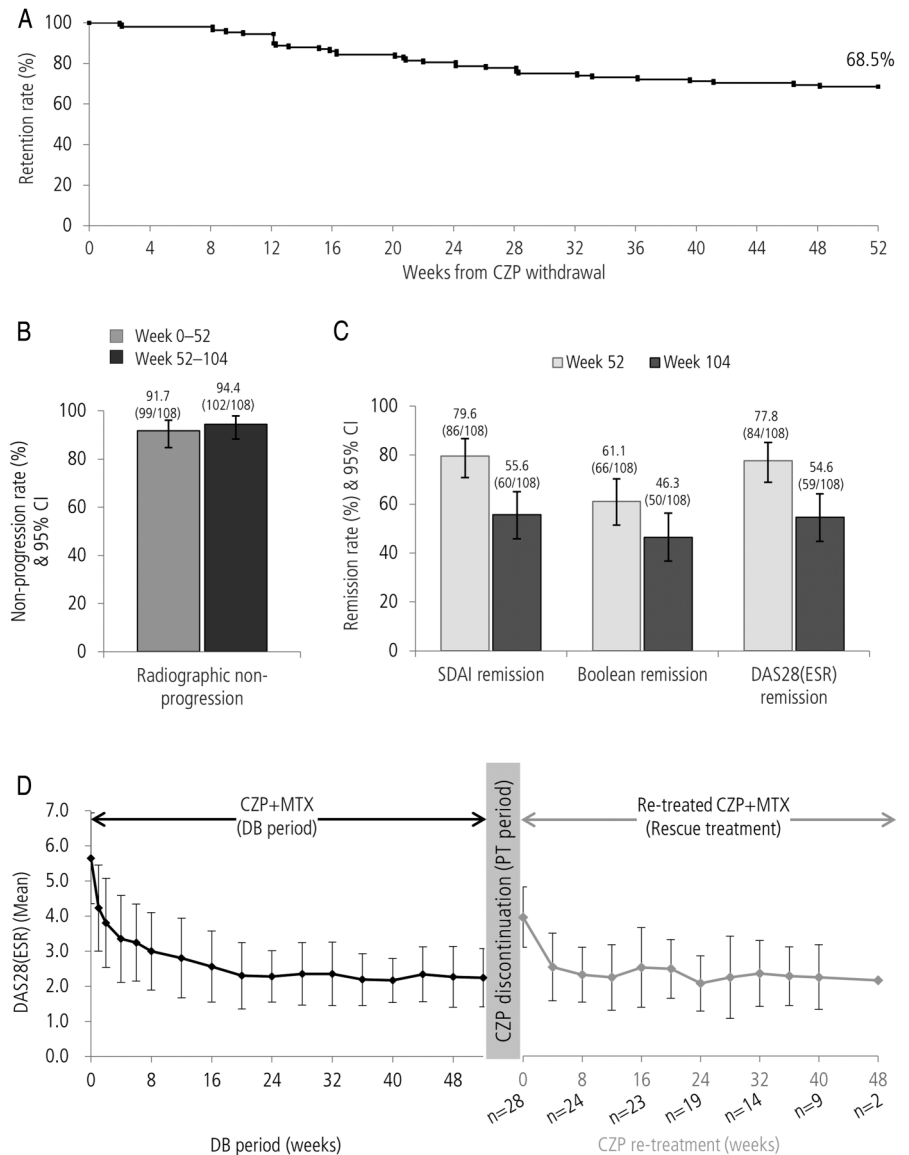 A
Retention rate (%)
100
80
60
40
20
0
68.5%
0 4 8 12 16 20 24 28 32 36 40 44 48 52
Weeks from CZP withdrawal
B
Week 0–52
Week 52–104
Non-progression rate (%)
& 95% CI
100
80
60
40
20
0
91.7
(99/108)
94.4
(102/108)
Radiographic non-
progression
C
Week 52 Week 104
Remission rate (%) & 95% CI
100
80
60
40
20
0
79.6
(86/108)
55.6
(60/108)
61.1
(66/108)
46.3
(50/108)
77.8
(84/108)
54.6
(59/108)
SDAI remission
Boolean remission
DAS28(ESR)
remission
D
DAS28(ESR) (Mean)
7.0
6.0
5.0
4.0
3.0
2.0
1.0
0.0
CZP+MTX
(DB period)
CZP discontinuation (PT period)
Re-treated CZP+MTX
(Rescue treatment)
0 8 16 24 32 40 48
DB period (weeks)
0 8 16 24 32 40 48
n=28 n=24 n=23 n=19 n=14 n=9 n=2
CZP re-treatment (weeks)